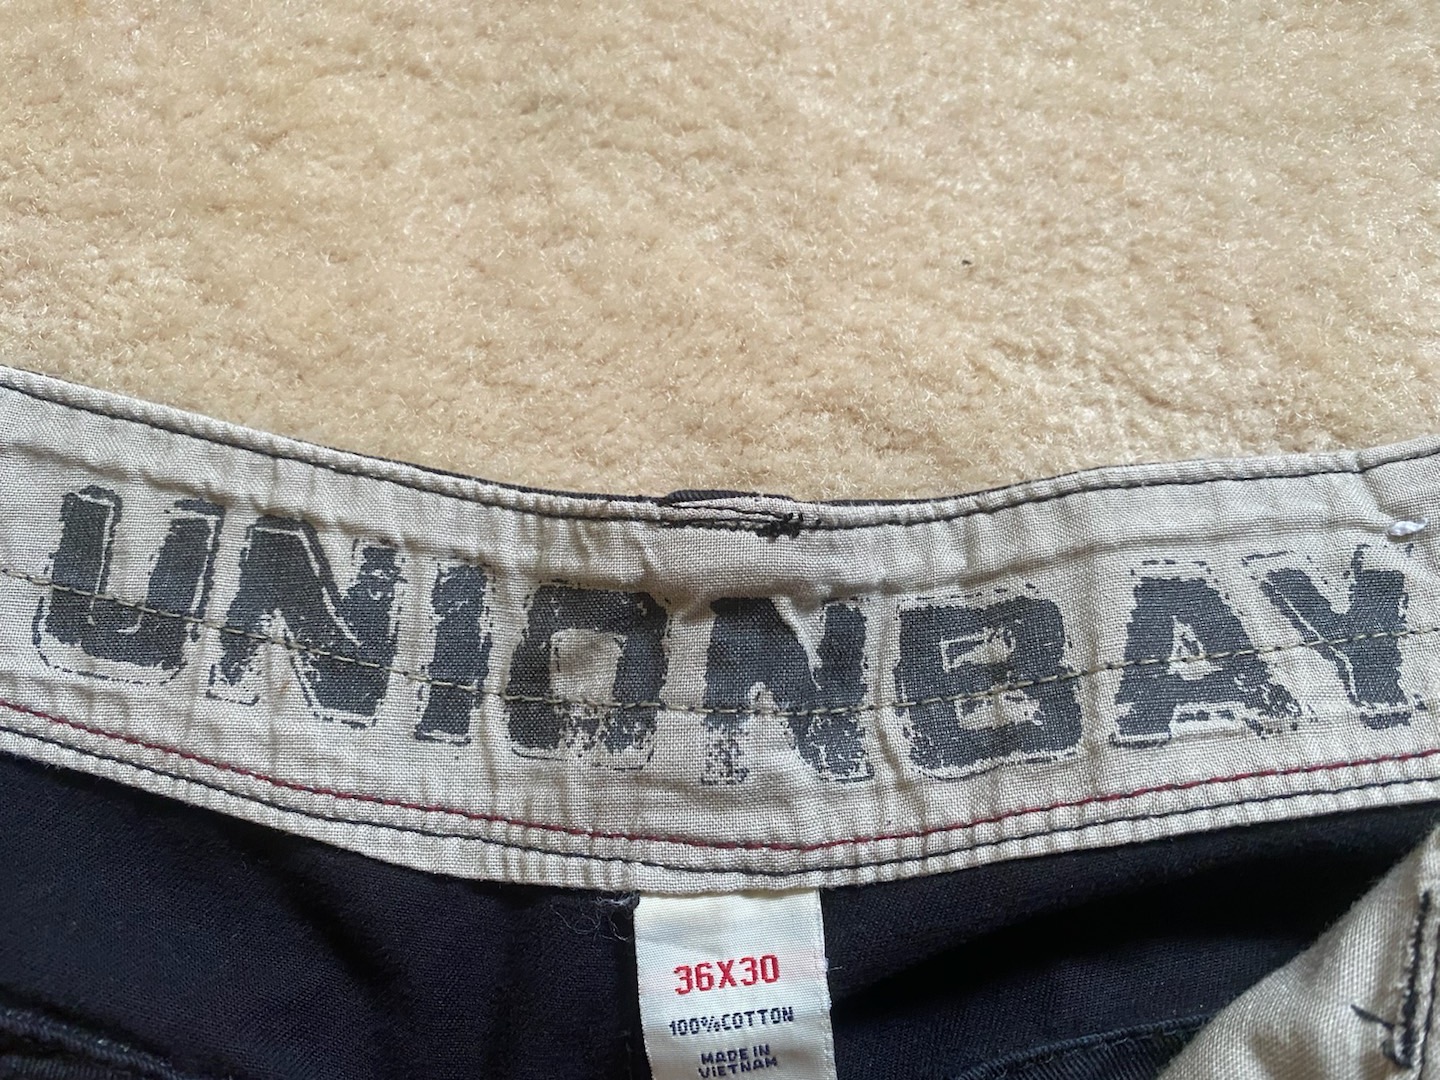 UNIONBAY
36X30
100%COTTON
MADE IN
VIETNAM